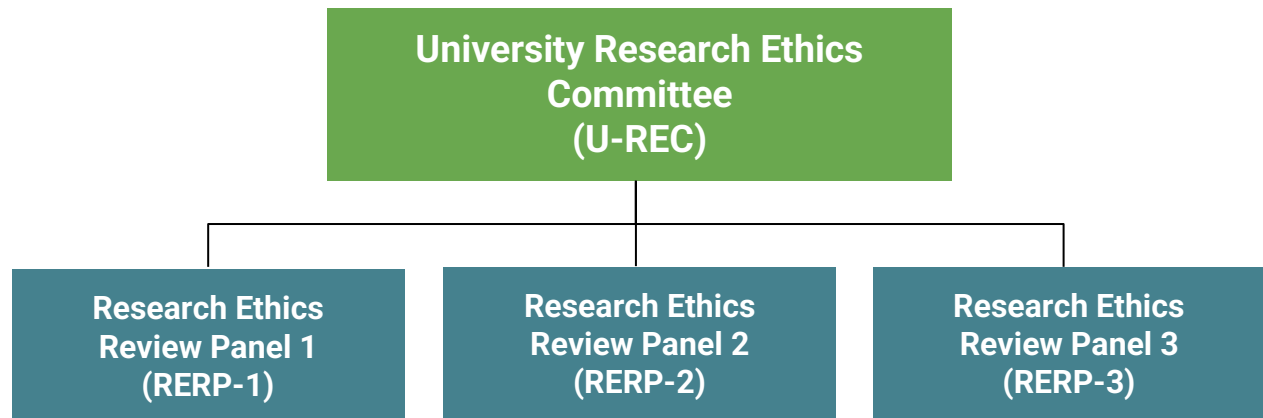 University Research Ethics
Committee
(U-REC)
Research Ethics
Review Panel 1
(RERP-1)
Research Ethics
Review Panel 2
(RERP-2)
Research Ethics
Review Panel 3
(RERP-3)